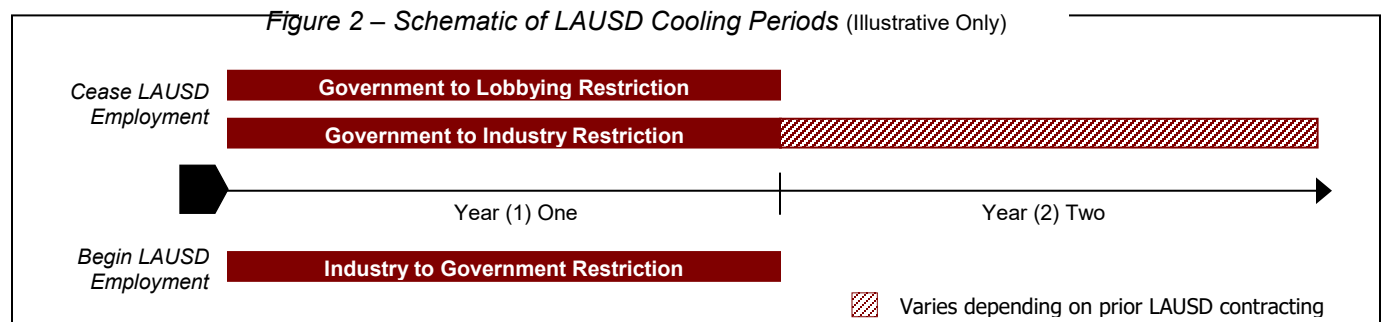 Figure 2 – Schematic of LAUSD Cooling Periods (Illustrative Only)
Cease LAUSD
Employment
Government to Lobbying Restriction
Government to Industry Restriction
Year (1) One
Year (2) Two
Begin LAUSD
Employment
Industry to Government Restriction
Varies depending on prior LAUSD contracting